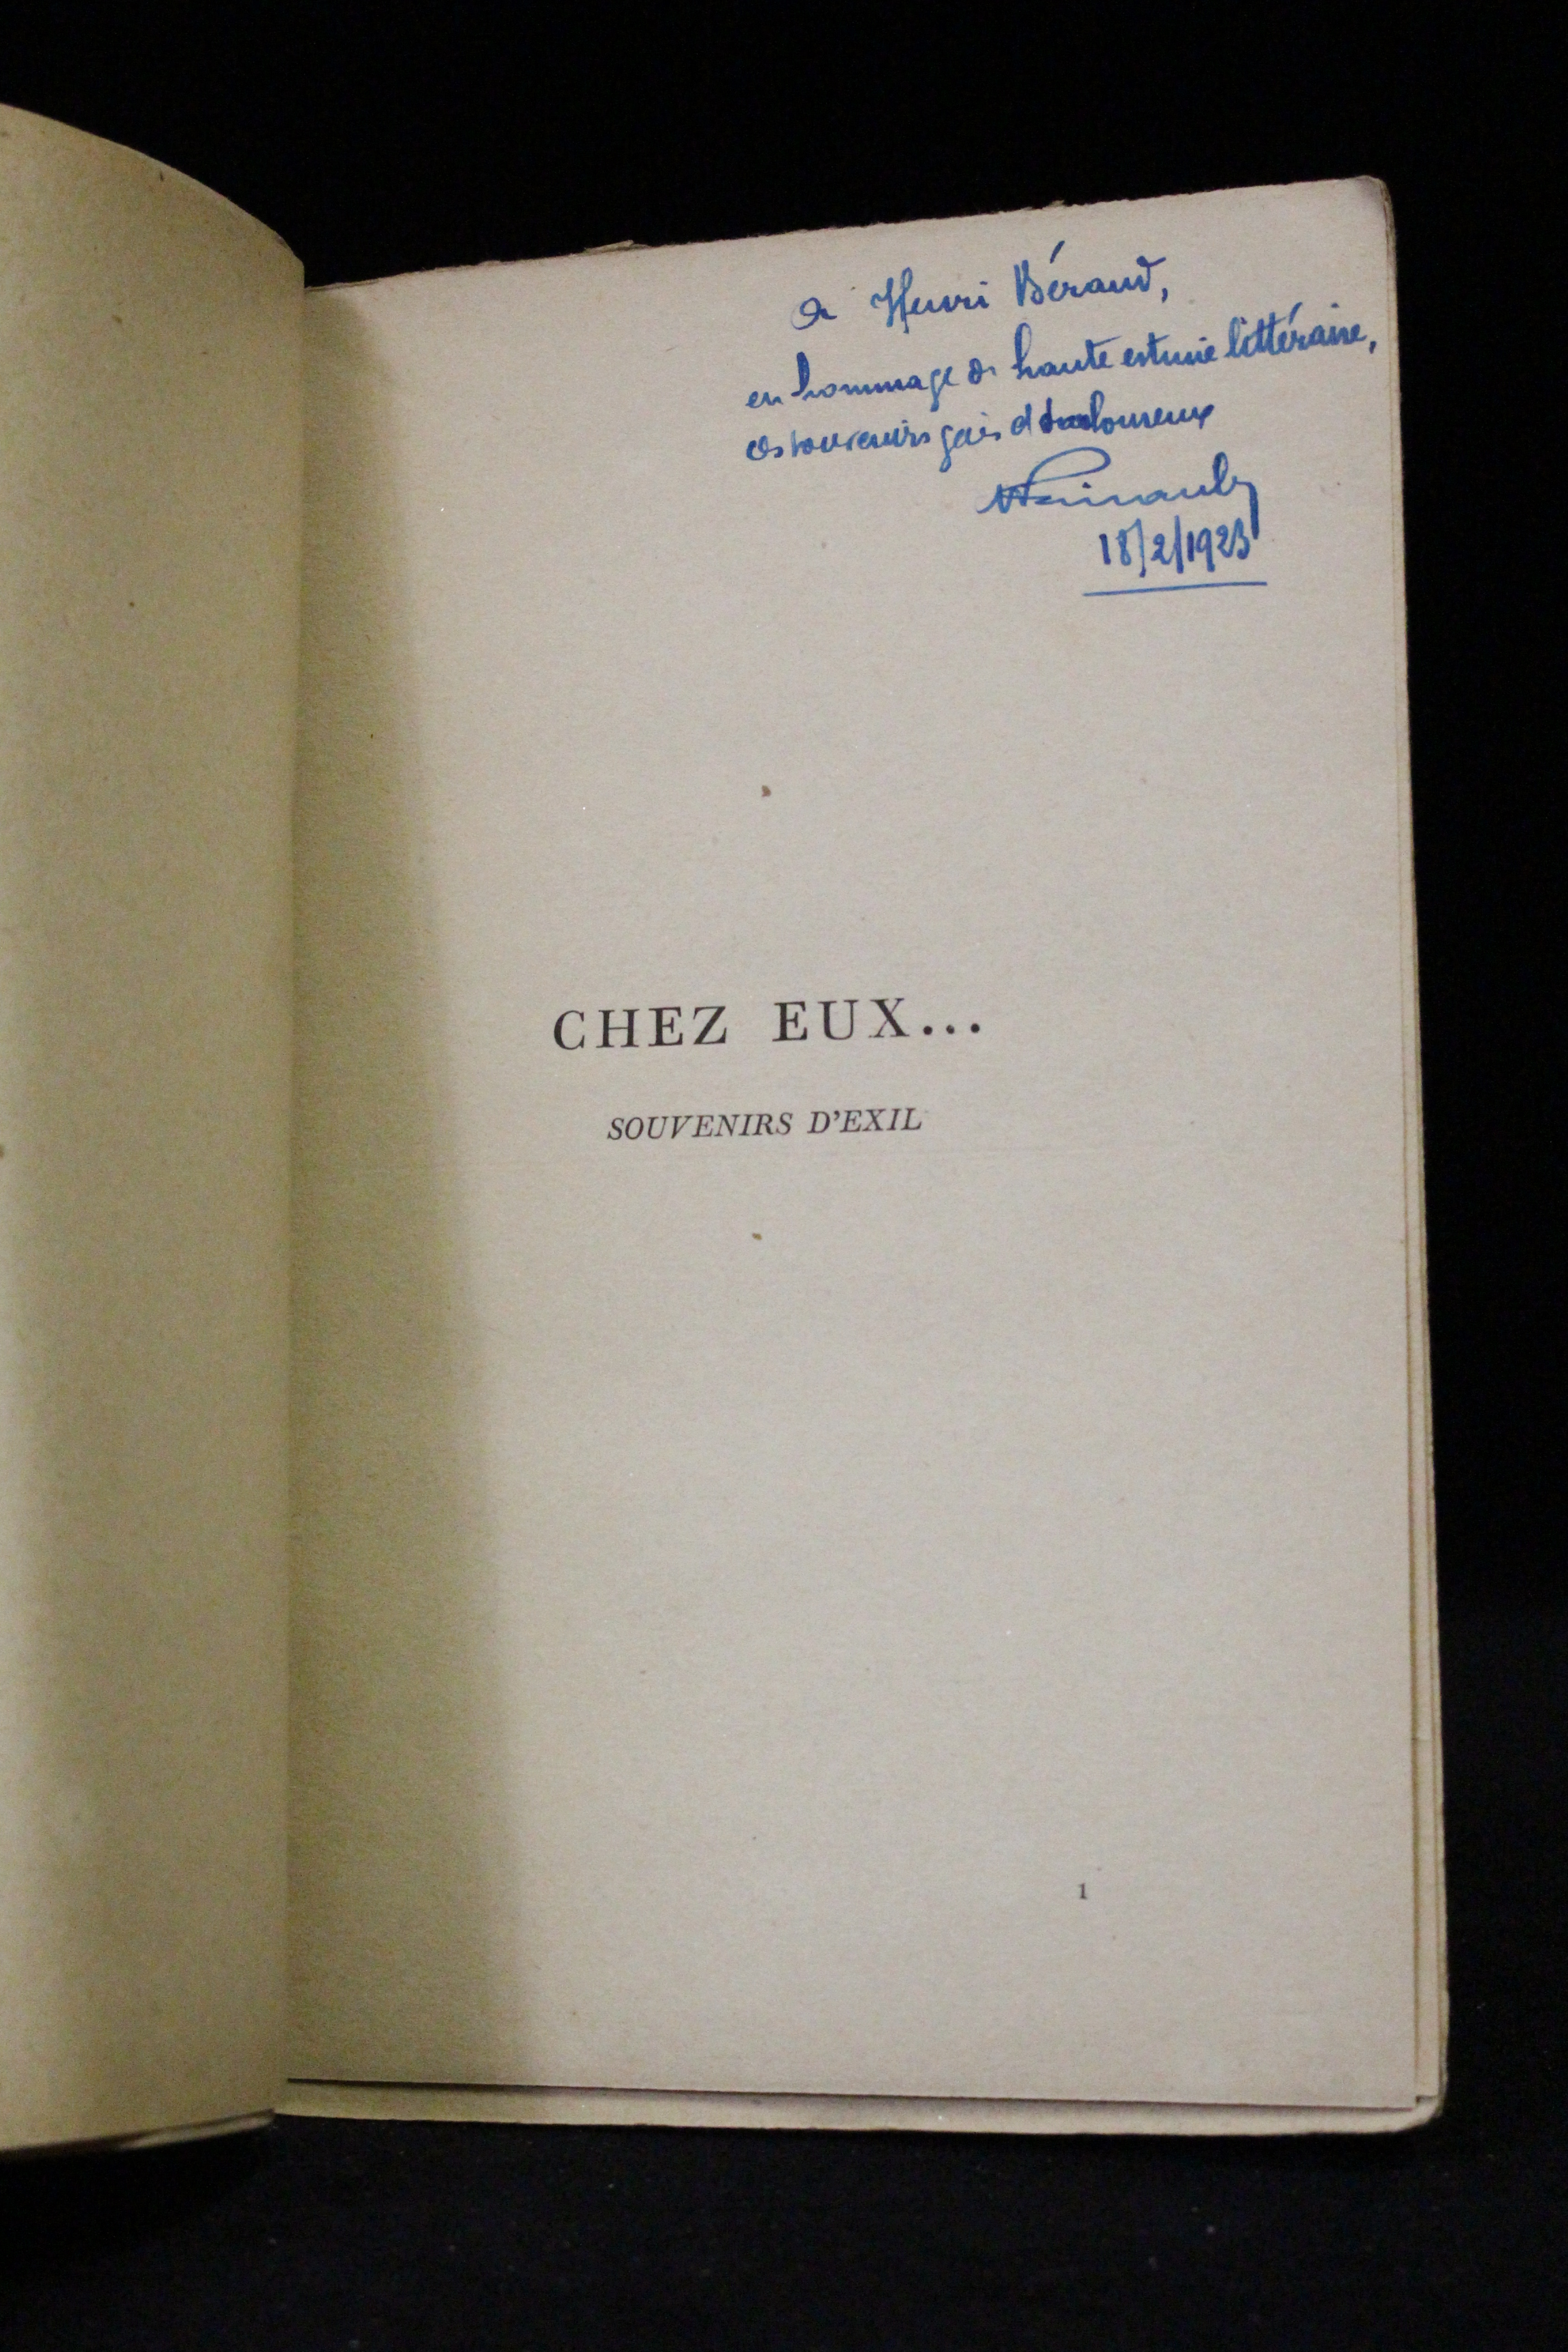 A Henri Béraud,
en hommage de haute estime littéraire,
ces souvenirs gais et douloureux
18/2/1923
CHEZ EUX...
SOUVENIRS D'EXIL
1